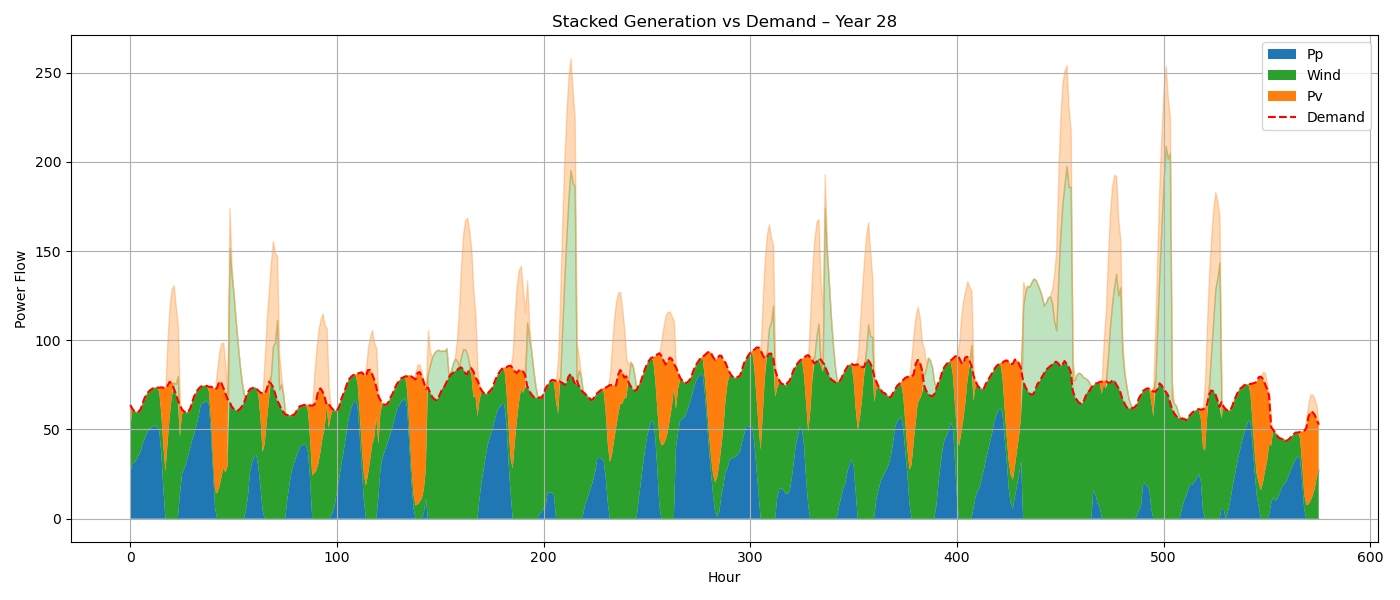 Stacked Generation vs Demand – Year 28
Power Flow
250
200
150
100
50
0
0 100 200 300 400 500 600
Hour
Pp
Wind
Pv
Demand